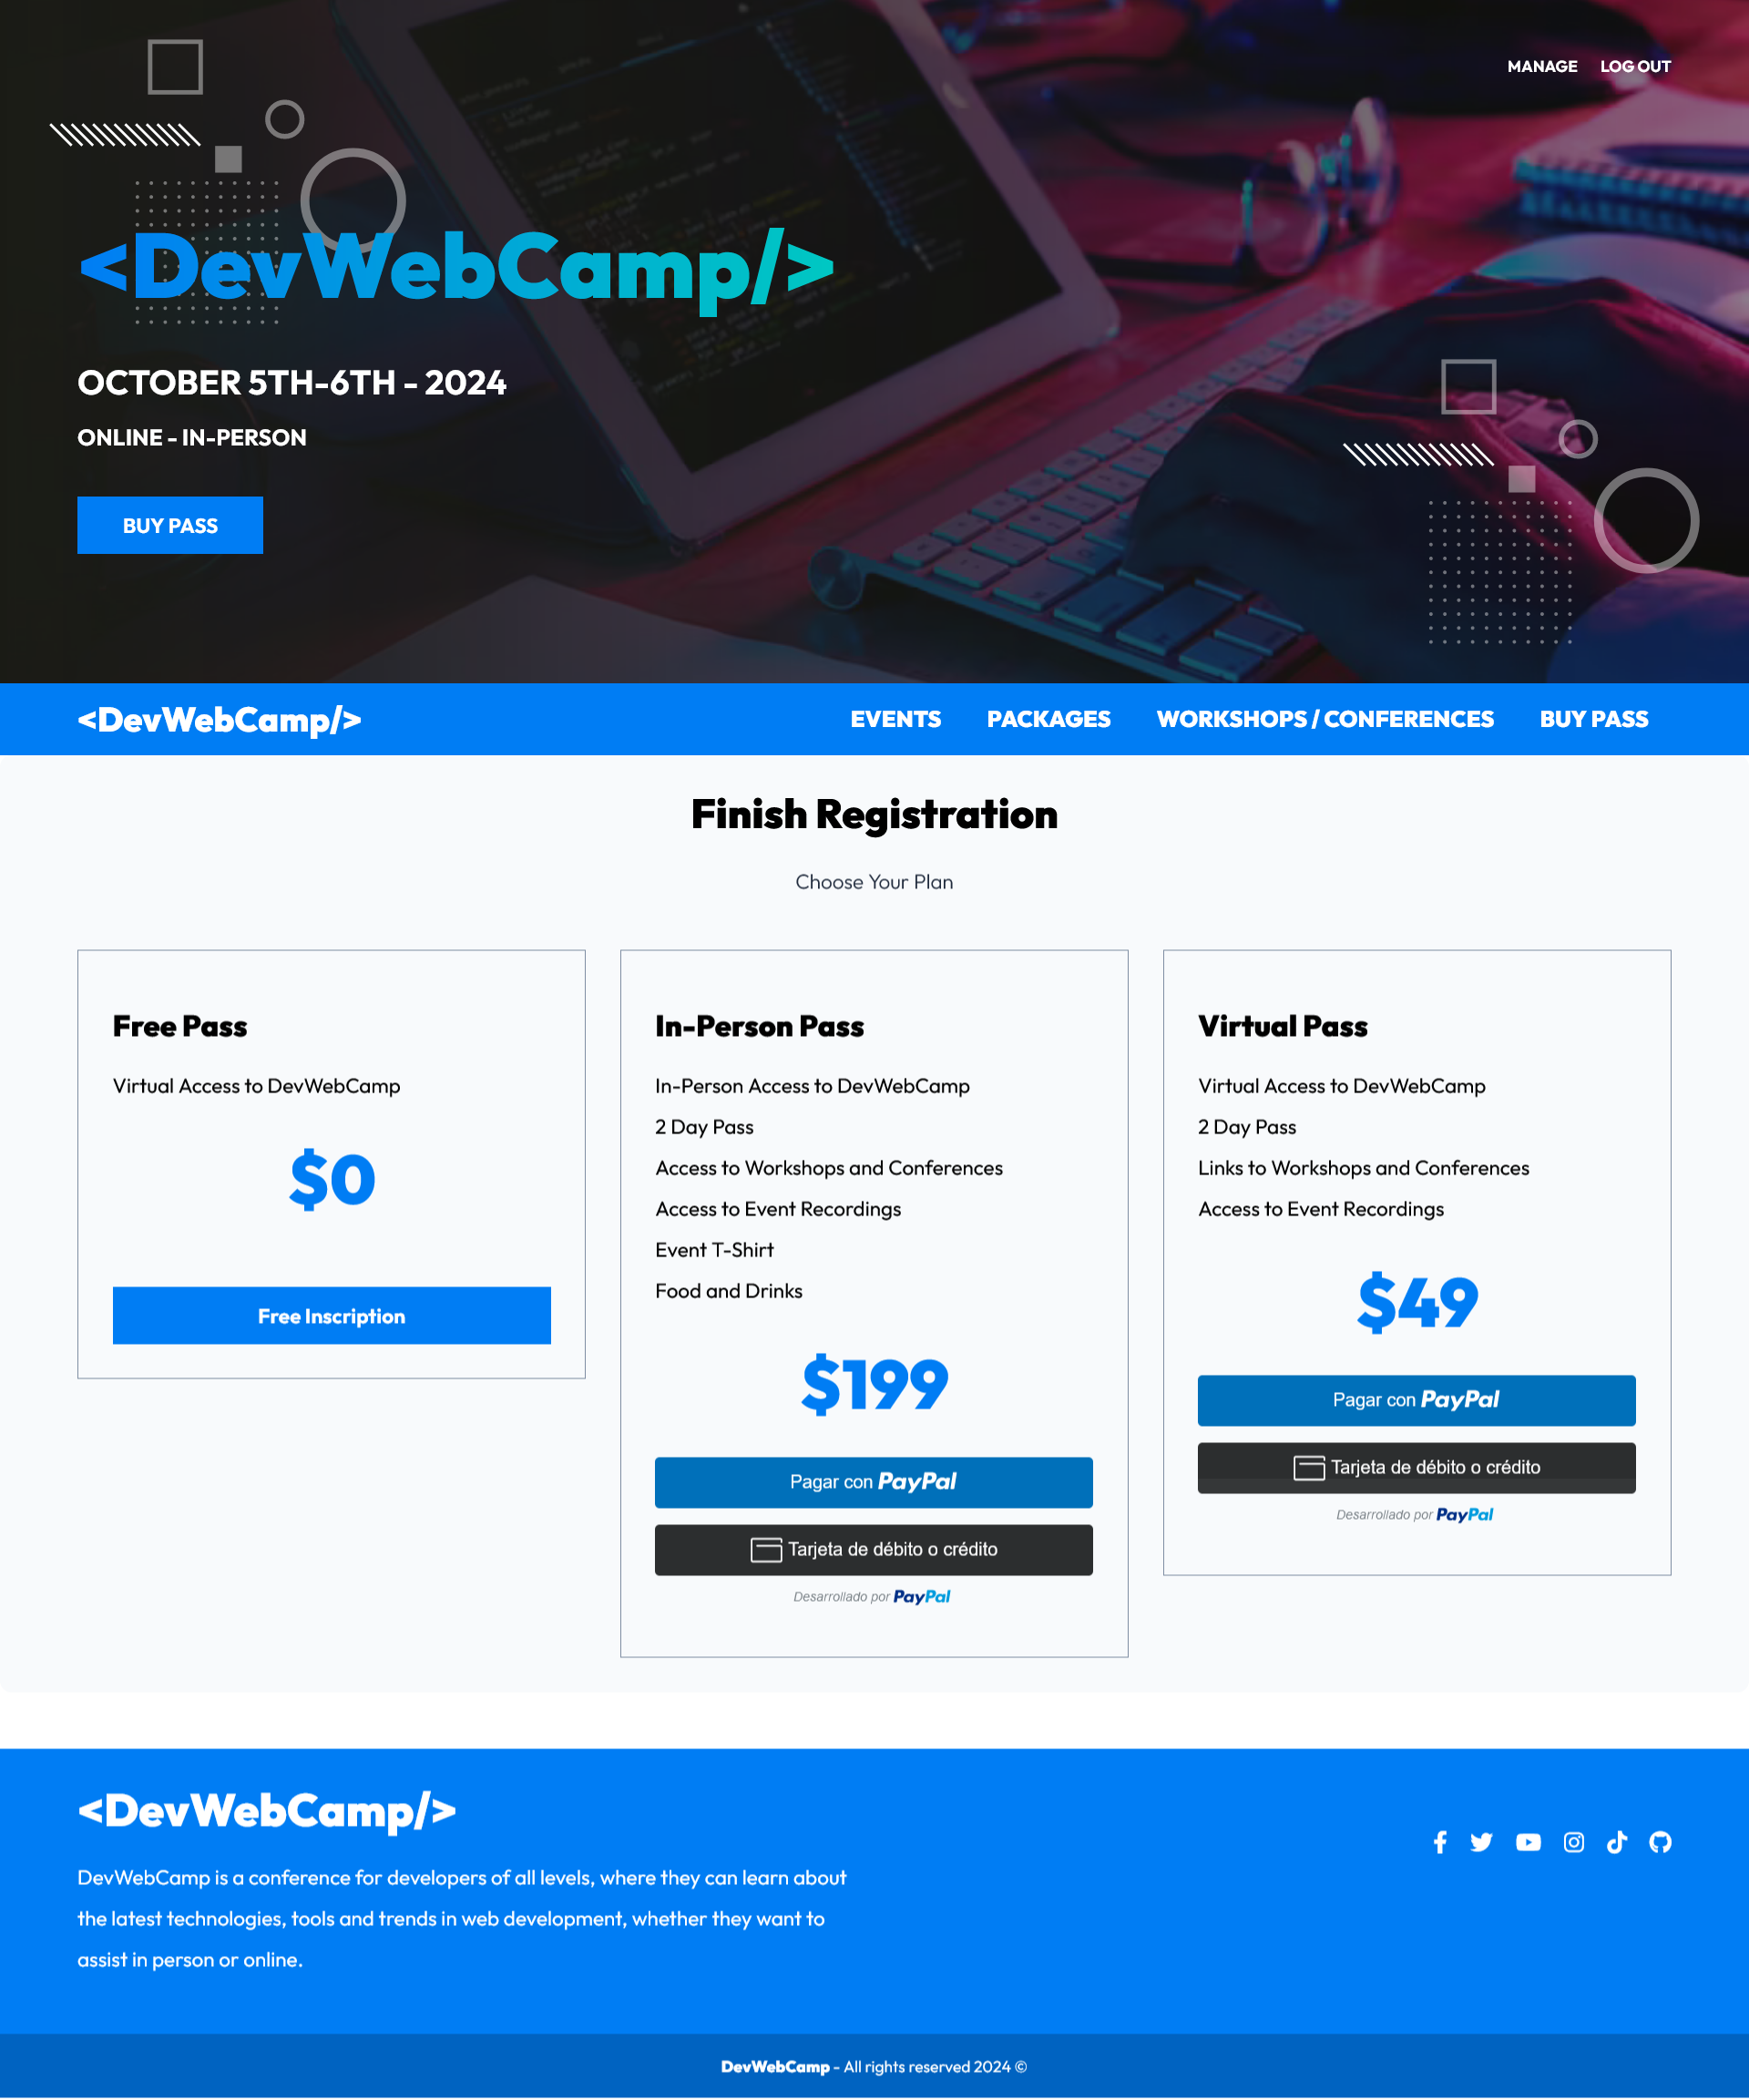 MANAGE LOG OUT
<DevWebCamp/>
OCTOBER 5TH-6TH - 2024
ONLINE - IN-PERSON
BUY PASS
<DevWebCamp/> EVENTS PACKAGES WORKSHOPS / CONFERENCES BUY PASS
Finish Registration
Choose Your Plan
Free Pass
Virtual Access to DevWebCamp
$0
Free Inscription
In-Person Pass
In-Person Access to DevWebCamp
2 Day Pass
Access to Workshops and Conferences
Access to Event Recordings
Event T-Shirt
Food and Drinks
$199
Pagar con PayPal
Tarjeta de débito o crédito
Desarrollado por PayPal
Virtual Pass
Virtual Access to DevWebCamp
2 Day Pass
Links to Workshops and Conferences
Access to Event Recordings
$49
Pagar con PayPal
Tarjeta de débito o crédito
Desarrollado por PayPal
<DevWebCamp/>
DevWebCamp is a conference for developers of all levels, where they can learn about
the latest technologies, tools and trends in web development, whether they want to
assist in person or online.
DevWebCamp - All rights reserved 2024 ©